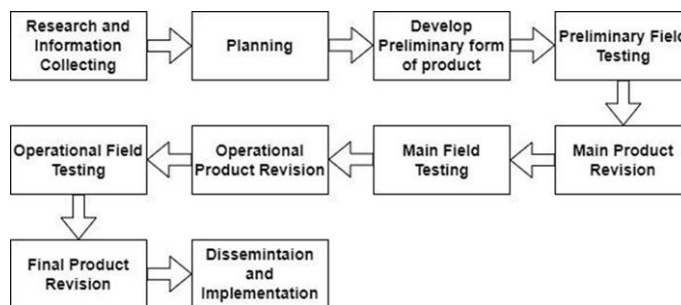 Research and
Information
Collecting
Planning
Develop
Preliminary form
of product
Preliminary Field
Testing
Main Product
Revision
Main Field
Testing
Operational
Product Revision
Operational Field
Testing
Final Product
Revision
Dissemintaion
and
Implementation